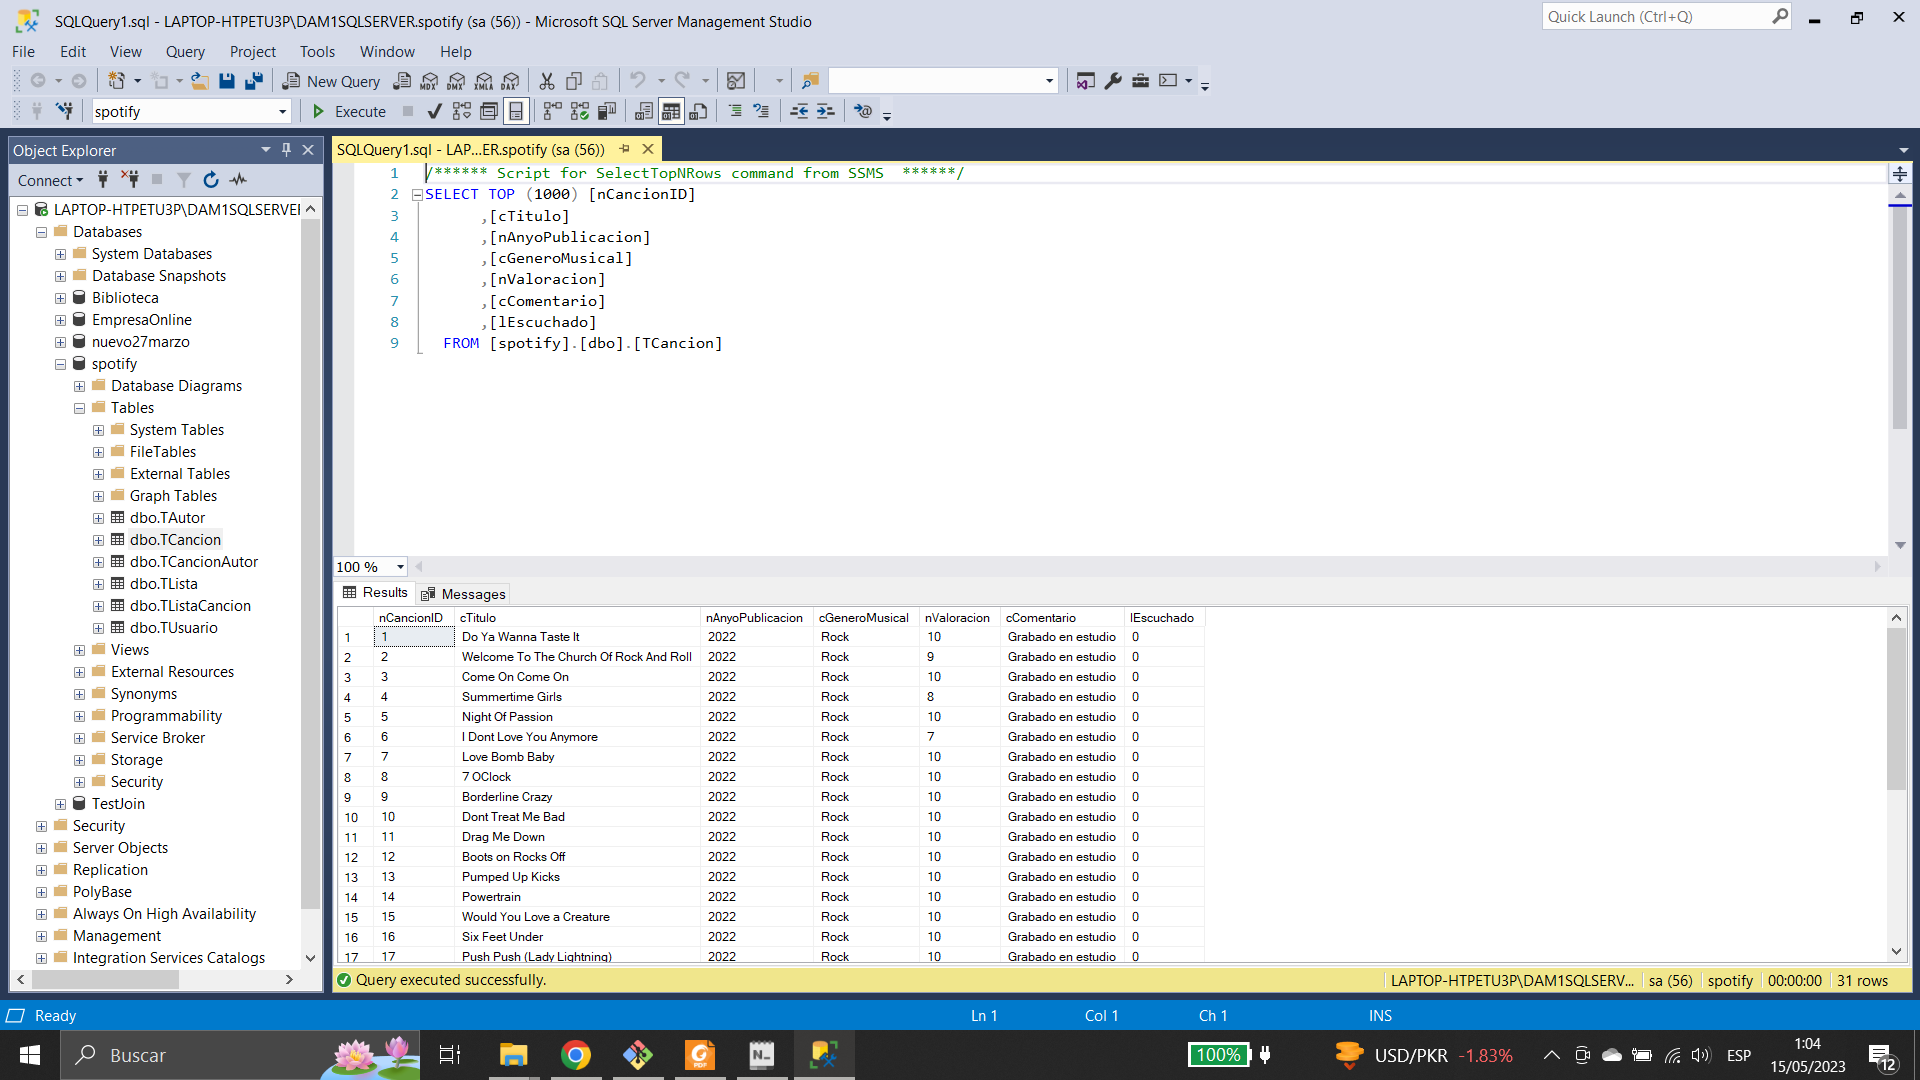 SQLQuery1.sql - LAPTOP-HTPETU3P\DAM1SQLSERVER.spotify (sa (56)) - Microsoft SQL Server Management Studio
Quick Launch (Ctrl+Q)
File Edit View Query Project Tools Window Help
New Query MDX DMX XMLA DAX
spotify Execute
Object Explorer
Connect
LAPTOP-HTPETU3P\DAM1SQLSERVER
Databases
System Databases
Database Snapshots
Biblioteca
EmpresaOnline
nuevo27marzo
spotify
Database Diagrams
Tables
System Tables
FileTables
External Tables
Graph Tables
dbo.TAutor
dbo.TCancion
dbo.TCancionAutor
dbo.TLista
dbo.TListaCancion
dbo.TUsuario
Views
External Resources
Synonyms
Programmability
Service Broker
Storage
Security
TestJoin
Security
Server Objects
Replication
PolyBase
Always On High Availability
Management
Integration Services Catalogs
SQLQuery1.sql - LAP...ER.spotify (sa (56))
1 /****** Script for SelectTopNRows command from SSMS ******/
2 SELECT TOP (1000) [nCancionID]
3 ,[cTitulo]
4 ,[nAnyoPublicacion]
5 ,[cGeneroMusical]
6 ,[nValoracion]
7 ,[cComentario]
8 ,[lEscuchado]
9 FROM [spotify].[dbo].[TCancion]
100 %
Results Messages
nCancionID cTitulo nAnyoPublicacion cGeneroMusical nValoracion cComentario lEscuchado
1 1 Do Ya Wanna Taste It 2022 Rock 10 Grabado en estudio 0
2 2 Welcome To The Church Of Rock And Roll 2022 Rock 9 Grabado en estudio 0
3 3 Come On Come On 2022 Rock 10 Grabado en estudio 0
4 4 Summertime Girls 2022 Rock 8 Grabado en estudio 0
5 5 Night Of Passion 2022 Rock 10 Grabado en estudio 0
6 6 I Dont Love You Anymore 2022 Rock 7 Grabado en estudio 0
7 7 Love Bomb Baby 2022 Rock 10 Grabado en estudio 0
8 8 7 OClock 2022 Rock 10 Grabado en estudio 0
9 9 Borderline Crazy 2022 Rock 10 Grabado en estudio 0
10 10 Dont Treat Me Bad 2022 Rock 10 Grabado en estudio 0
11 11 Drag Me Down 2022 Rock 10 Grabado en estudio 0
12 12 Boots on Rocks Off 2022 Rock 10 Grabado en estudio 0
13 13 Pumped Up Kicks 2022 Rock 10 Grabado en estudio 0
14 14 Powertrain 2022 Rock 10 Grabado en estudio 0
15 15 Would You Love a Creature 2022 Rock 10 Grabado en estudio 0
16 16 Six Feet Under 2022 Rock 10 Grabado en estudio 0
17 17 Push Push (Lady Lightning) 2022 Rock 10 Grabado en estudio 0
Query executed successfully. LAPTOP-HTPETU3P\DAM1SQLSERV... sa (56) spotify 00:00:00 31 rows
Ready Ln 1 Col 1 Ch 1 INS
Buscar 100% USD/PKR -1.83% ESP 1:04
15/05/2023 12